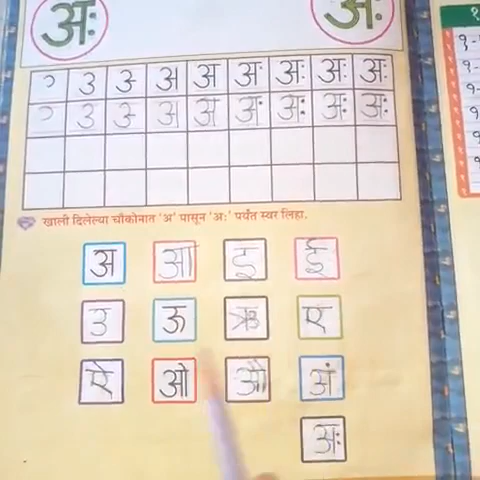 अः अः
‌া उ अ अ अ अः अः अः अः
उ अ अ अ अः अः अः अः
खाली दिलेल्या चौकोनात ‘अ’ पासून ‘अः’ पर्यंत स्वर लिहा.
अ आ इ ई
उ ऊ ऋ ए
ऐ ओ औ अं
अः